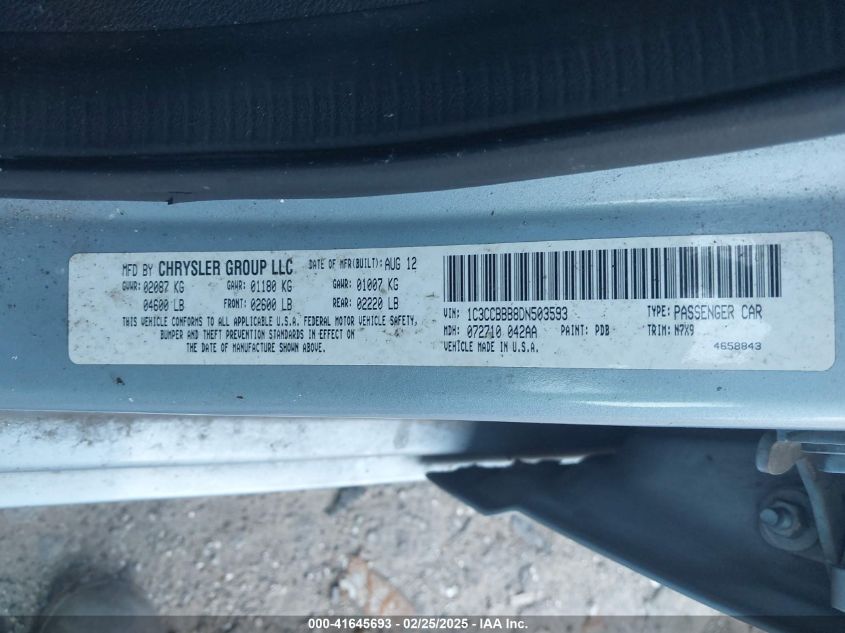 MFD BY CHRYSLER GROUP LLC DATE OF MFR(BUILT): AUG 12
GVWR: 02087 KG GAWR: 01180 KG GAWR: 01007 KG
04600 LB FRONT: 02600 LB REAR: 02220 LB
THIS VEHICLE CONFORMS TO ALL APPLICABLE U.S.A. FEDERAL MOTOR VEHICLE SAFETY,
BUMPER AND THEFT PREVENTION STANDARDS IN EFFECT ON
THE DATE OF MANUFACTURE SHOWN ABOVE.
VIN: 1C3CCBBB8DN503593 TYPE: PASSENGER CAR
MDH: 072710 042AA PAINT: PDB TRIM: N7X9
VEHICLE MADE IN U.S.A. 4658843
000-41645693 - 02/25/2025 - IAA Inc.